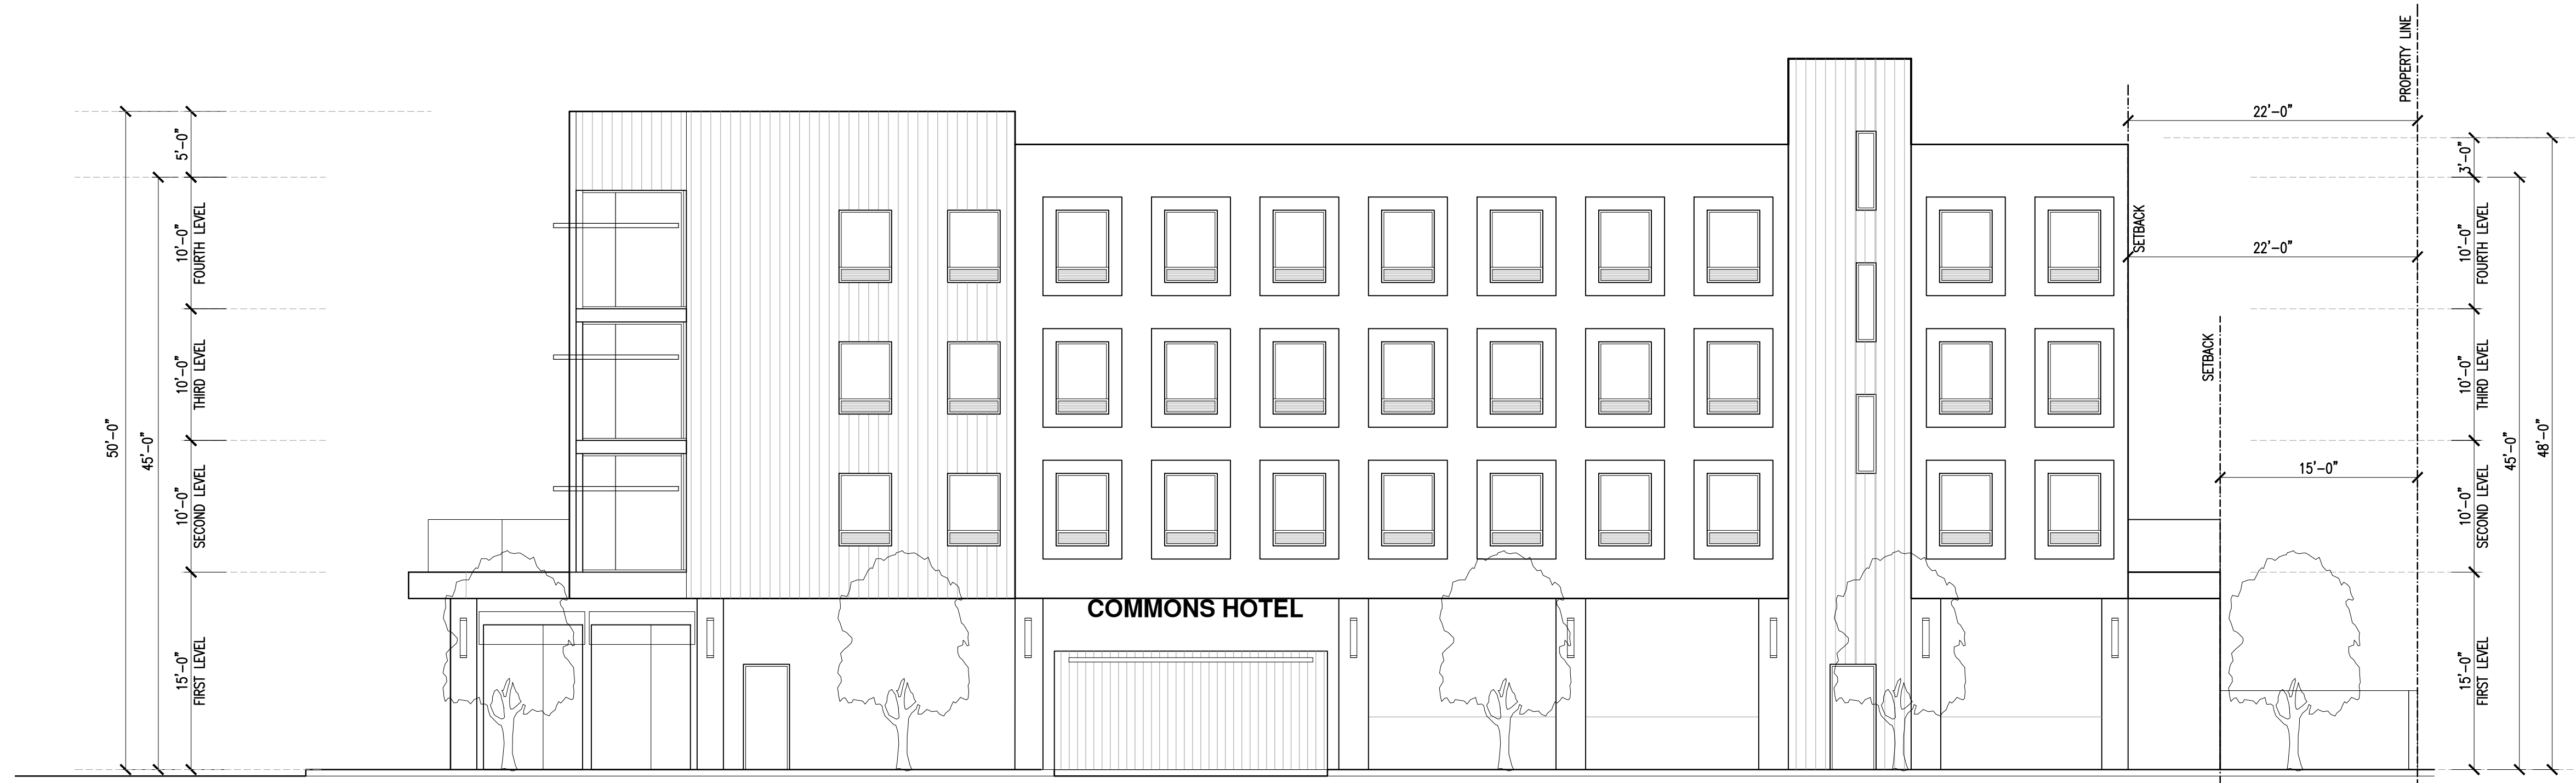 50'-0"
45'-0"
5'-0"
10'-0"
FOURTH LEVEL
10'-0"
THIRD LEVEL
10'-0"
SECOND LEVEL
15'-0"
FIRST LEVEL
COMMONS HOTEL
SETBACK
22'-0"
22'-0"
SETBACK
15'-0"
PROPERTY LINE
3'-0"
10'-0"
FOURTH LEVEL
10'-0"
THIRD LEVEL
10'-0"
SECOND LEVEL
15'-0"
FIRST LEVEL
45'-0"
48'-0"